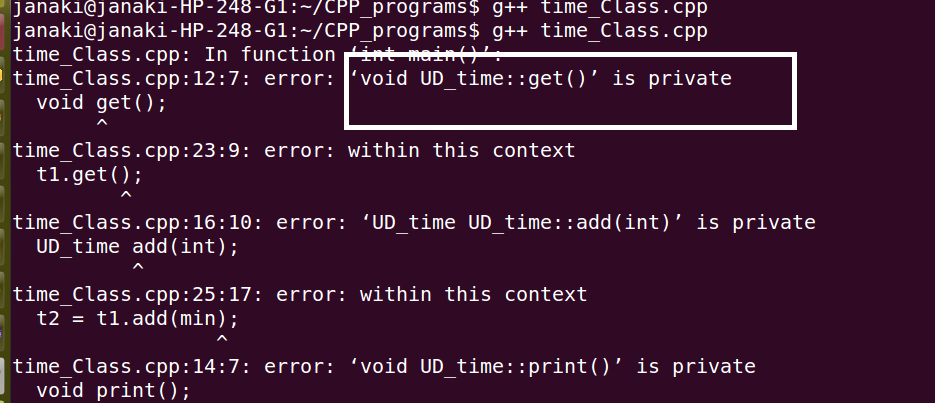 janaki@janaki-HP-248-G1:~/CPP_programs$ g++ time_Class.cpp
janaki@janaki-HP-248-G1:~/CPP_programs$ g++ time_Class.cpp
time_Class.cpp: In function ‘int main()’:
time_Class.cpp:12:7: error: ‘void UD_time::get()’ is private
  void get();
       ^
time_Class.cpp:23:9: error: within this context
  t1.get();
         ^
time_Class.cpp:16:10: error: ‘UD_time UD_time::add(int)’ is private
  UD_time add(int);
          ^
time_Class.cpp:25:17: error: within this context
  t2 = t1.add(min);
                 ^
time_Class.cpp:14:7: error: ‘void UD_time::print()’ is private
  void print();